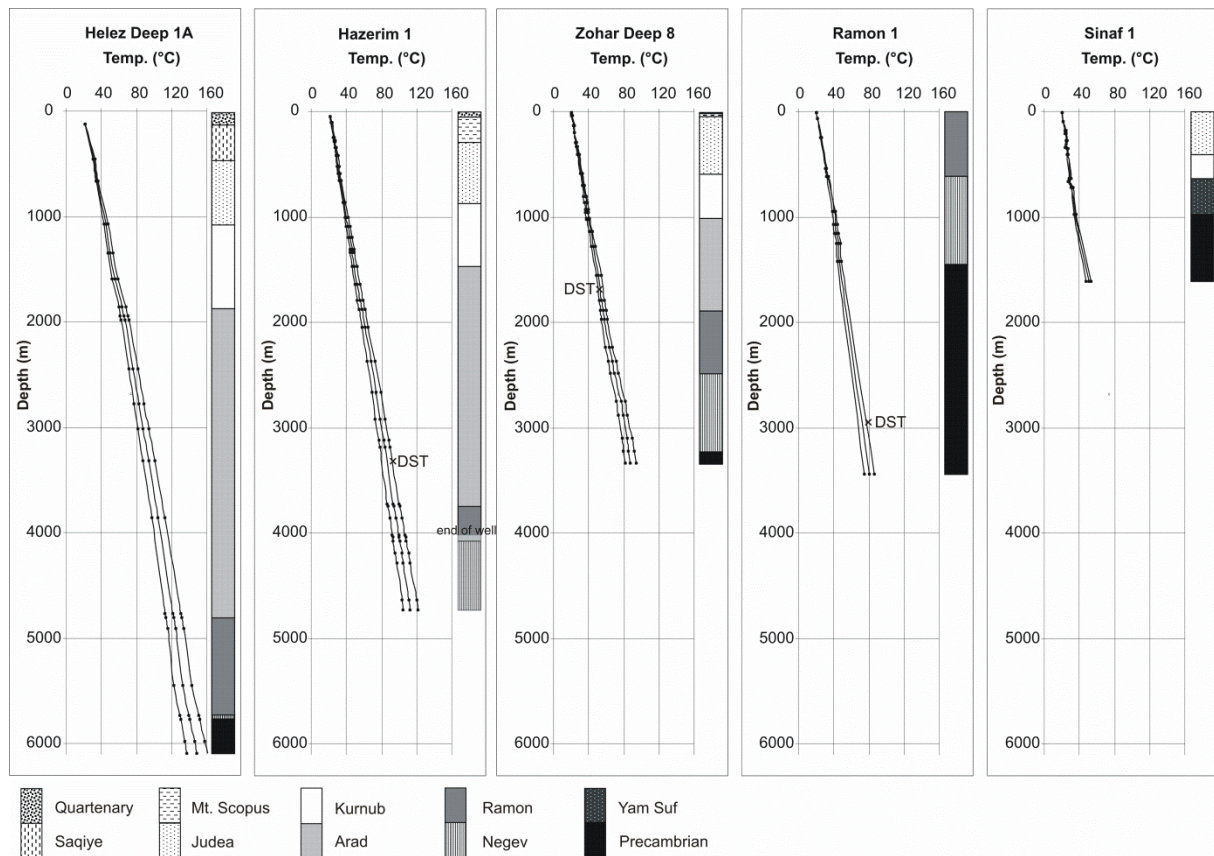 Helez Deep 1A
Temp. (°C)
0 40 80 120 160
0
1000
2000
3000
4000
5000
6000
Depth (m)
Hazerim 1
Temp. (°C)
0 40 80 120 160
0
1000
2000
3000
4000
5000
6000
Depth (m)
DST
end of well
Zohar Deep 8
Temp. (°C)
0 40 80 120 160
0
1000
2000
3000
4000
5000
6000
Depth (m)
DST
Ramon 1
Temp. (°C)
0 40 80 120 160
0
1000
2000
3000
4000
5000
6000
Depth (m)
DST
Sinaf 1
Temp. (°C)
0 40 80 120 160
0
1000
2000
3000
4000
5000
6000
Depth (m)
Quartenary
Mt. Scopus
Kurnub
Ramon
Yam Suf
Saqiye
Judea
Arad
Negev
Precambrian